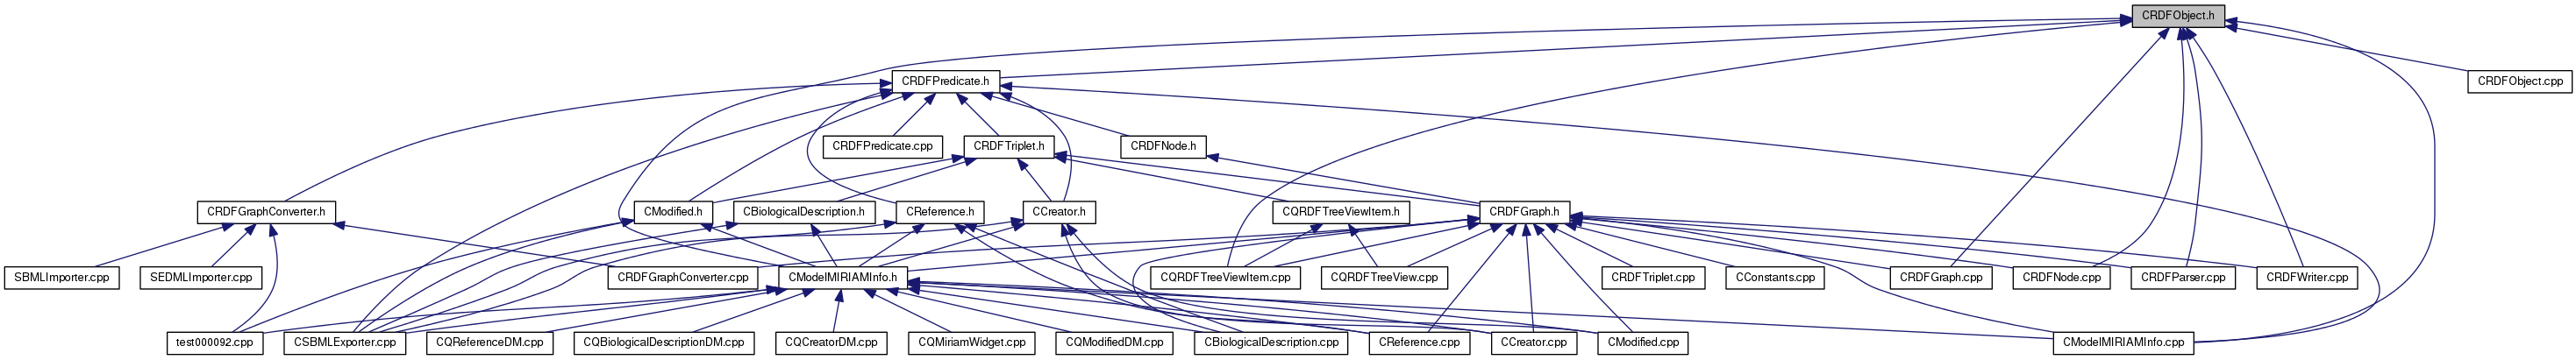 CRDFObject.h
CRDFPredicate.h
CRDFObject.cpp
CRDFPredicate.cpp
CRDFTriplet.h
CRDFNode.h
CRDFGraphConverter.h
CModified.h
CBiologicalDescription.h
CReference.h
CCreator.h
CQRDFTreeViewItem.h
CRDFGraph.h
SBMLImporter.cpp
SEDMLImporter.cpp
CRDFGraphConverter.cpp
CModelMIRIAMInfo.h
CQRDFTreeViewItem.cpp
CQRDFTreeView.cpp
CRDFTriplet.cpp
CConstants.cpp
CRDFGraph.cpp
CRDFNode.cpp
CRDFParser.cpp
CRDFWriter.cpp
test000092.cpp
CSBMLExporter.cpp
CQReferenceDM.cpp
CQBiologicalDescriptionDM.cpp
CQCreatorDM.cpp
CQMiriamWidget.cpp
CQModifiedDM.cpp
CBiologicalDescription.cpp
CReference.cpp
CCreator.cpp
CModified.cpp
CModelMIRIAMInfo.cpp